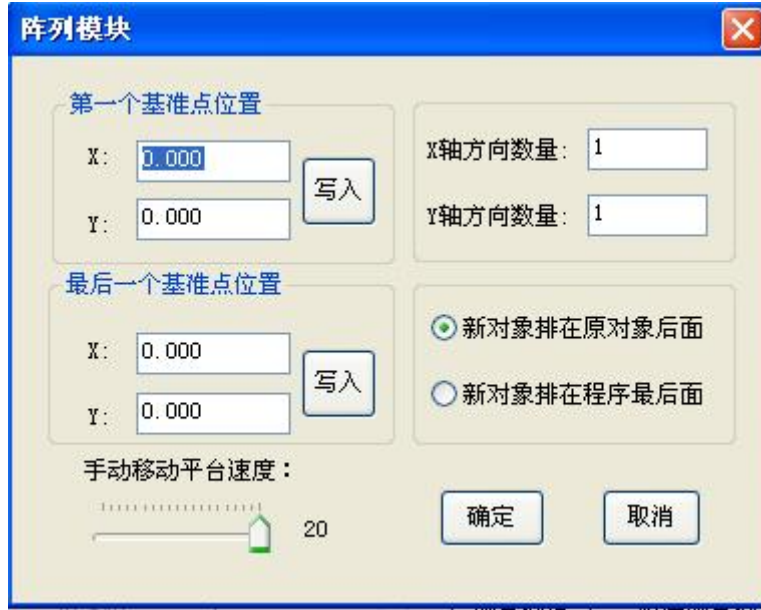 阵列模块
第一个基准点位置
X: 0.000
写入
Y: 0.000
X轴方向数量: 1
Y轴方向数量: 1
最后一个基准点位置
X: 0.000
写入
Y: 0.000
新对象排在原对象后面
新对象排在程序最后面
手动移动平台速度：
20
确定
取消